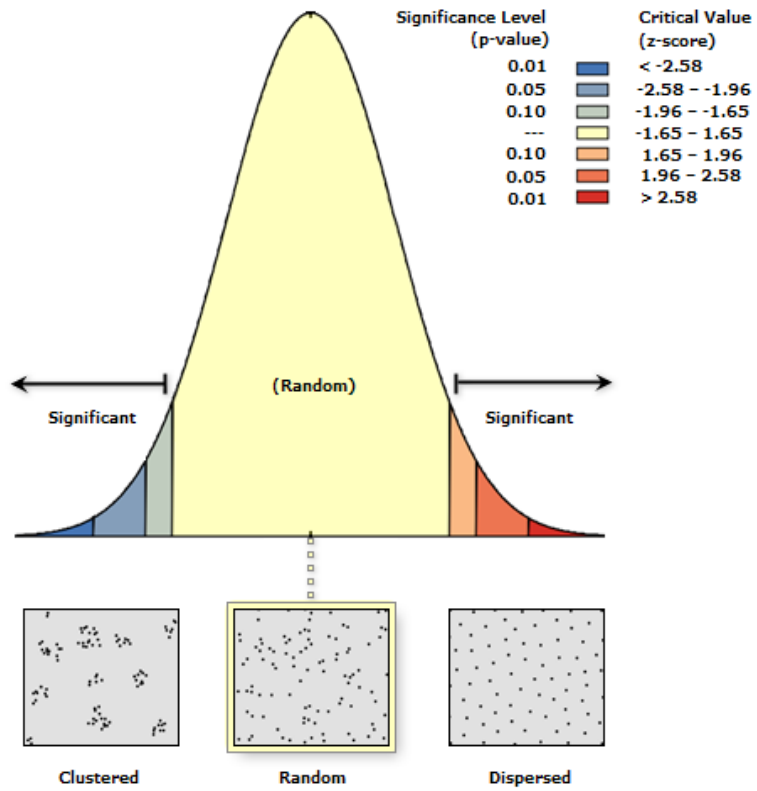 Significance Level Critical Value
(p-value) (z-score)
0.01 < -2.58
0.05 -2.58 – -1.96
0.10 -1.96 – -1.65
--- -1.65 – 1.65
0.10 1.65 – 1.96
0.05 1.96 – 2.58
0.01 > 2.58
(Random)
Significant Significant
Clustered Random Dispersed